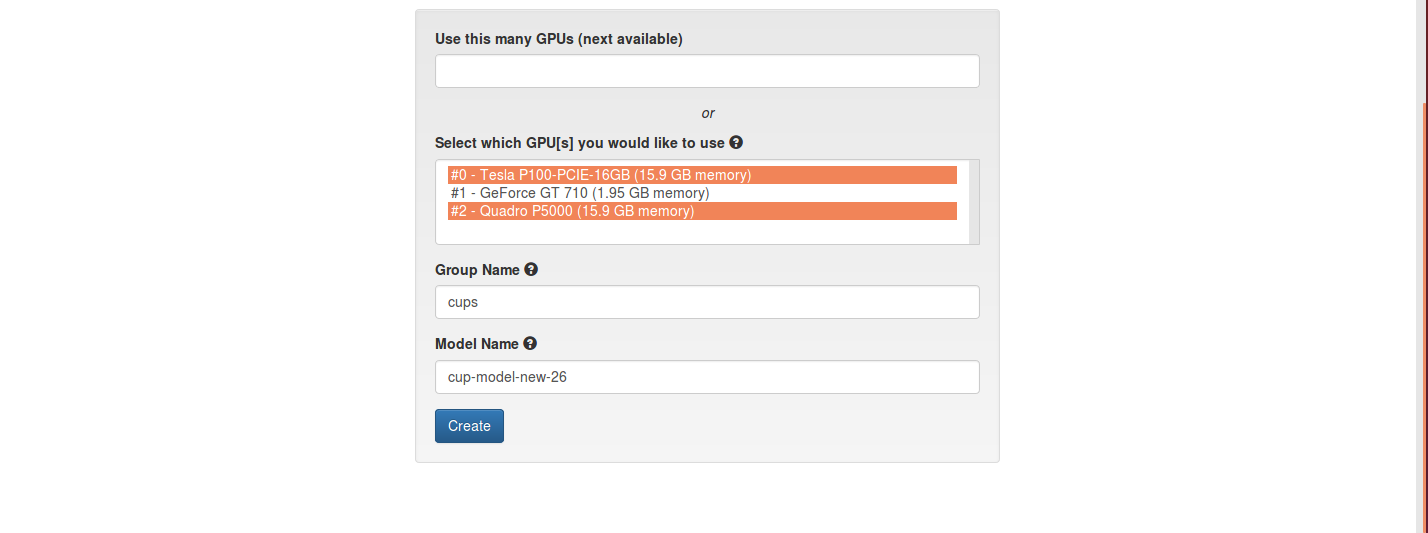 Use this many GPUs (next available)
or
Select which GPU[s] you would like to use
#0 - Tesla P100-PCIE-16GB (15.9 GB memory)
#1 - GeForce GT 710 (1.95 GB memory)
#2 - Quadro P5000 (15.9 GB memory)
Group Name
cups
Model Name
cup-model-new-26
Create